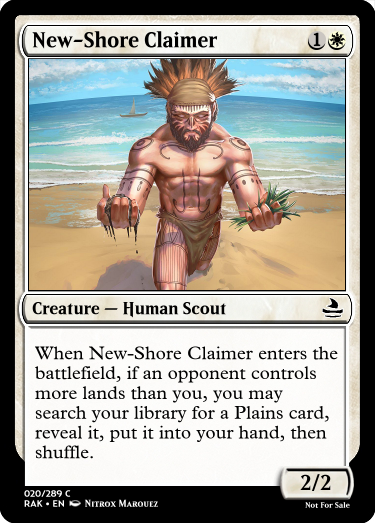 New-Shore Claimer 1
Creature — Human Scout
When New-Shore Claimer enters the
battlefield, if an opponent controls
more lands than you, you may
search your library for a Plains card,
reveal it, put it into your hand, then
shuffle.
2/2
020/289 C
RAK • EN Nitrox Marquez
Not For Sale